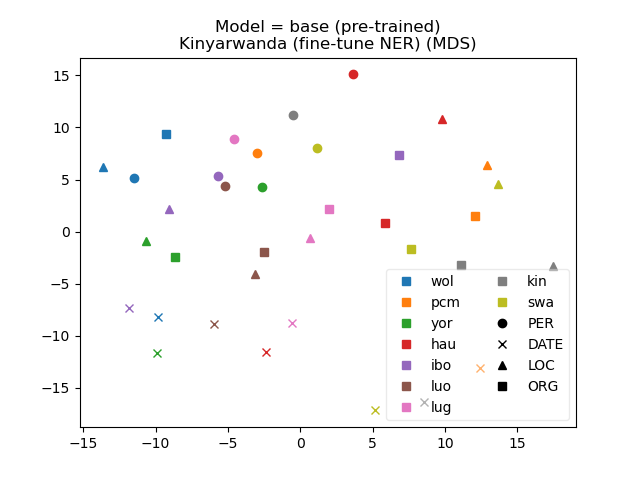 Model = base (pre-trained)
Kinyarwanda (fine-tune NER) (MDS)
15
10
5
0
−5
−10
−15
−15
−10
−5
0
5
10
15
wol
pcm
yor
hau
ibo
luo
lug
kin
swa
PER
DATE
LOC
ORG